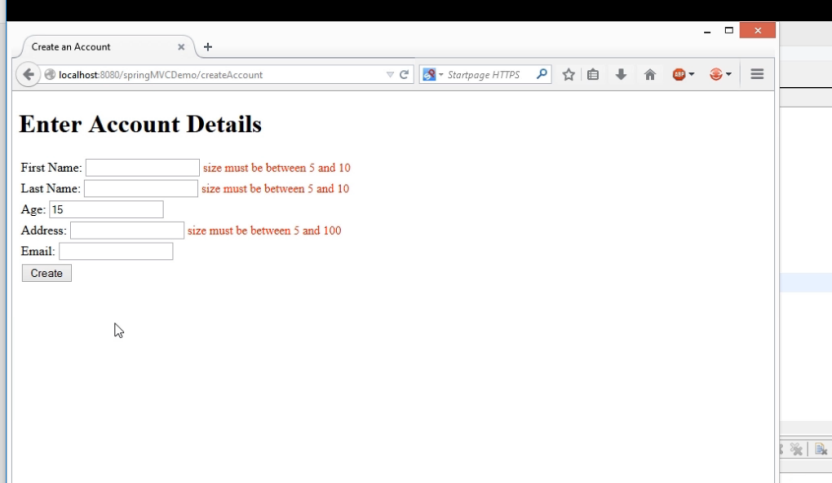 Create an Account
localhost:8080/springMVCDemo/createAccount
Startpage HTTPS
ABP
Enter Account Details
First Name: size must be between 5 and 10
Last Name: size must be between 5 and 10
Age: 15
Address: size must be between 5 and 100
Email:
Create